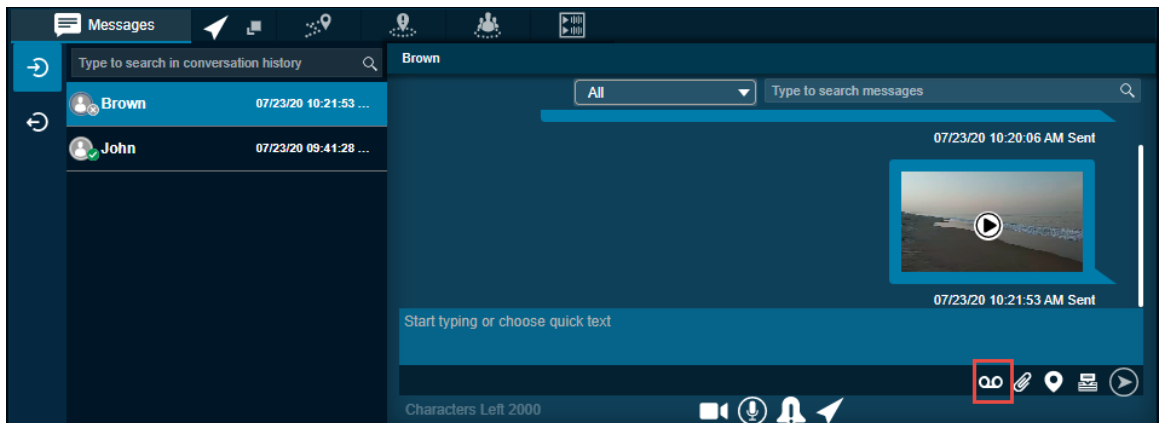 Messages
Type to search in conversation history
Brown 07/23/20 10:21:53 ...
John 07/23/20 09:41:28 ...
Brown
All
Type to search messages
07/23/20 10:20:06 AM Sent
07/23/20 10:21:53 AM Sent
Start typing or choose quick text
Characters Left 2000